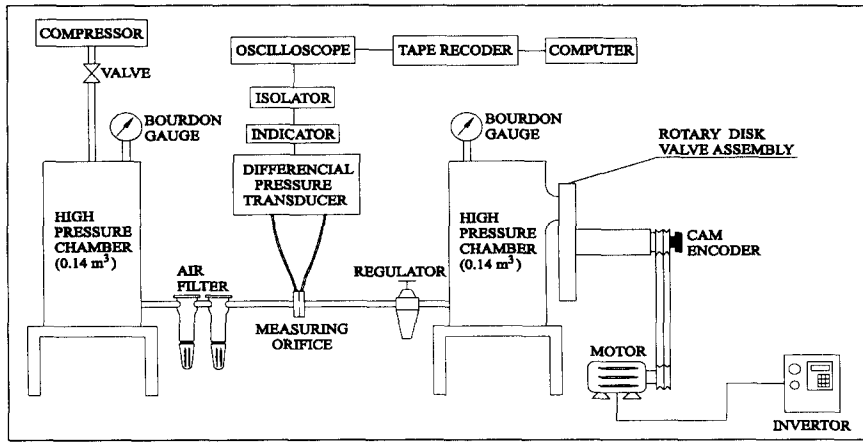 COMPRESSOR
VALVE
BOURDON
GAUGE
OSCILLOSCOPE
TAPE RECODER
COMPUTER
ISOLATOR
INDICATOR
DIFFERENCIAL
PRESSURE
TRANSDUCER
BOURDON
GAUGE
ROTARY DISK
VALVE ASSEMBLY
HIGH
PRESSURE
CHAMBER
(0.14 m³)
AIR
FILTER
MEASURING
ORIFICE
REGULATOR
HIGH
PRESSURE
CHAMBER
(0.14 m³)
CAM
ENCODER
MOTOR
INVERTOR